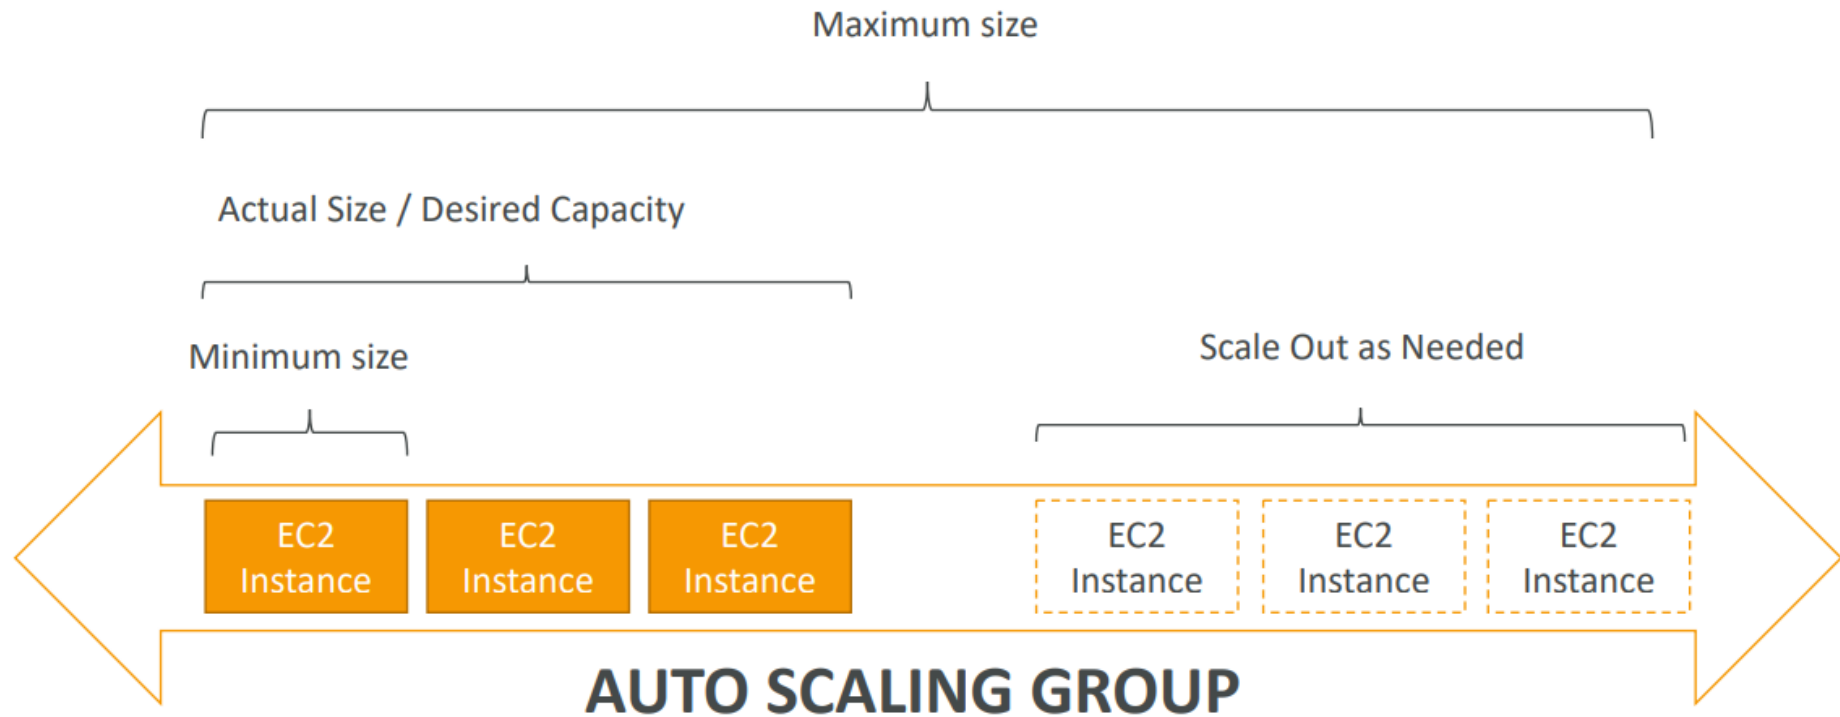 Maximum size
Actual Size / Desired Capacity
Minimum size
Scale Out as Needed
EC2
Instance
EC2
Instance
EC2
Instance
EC2
Instance
EC2
Instance
EC2
Instance
AUTO SCALING GROUP